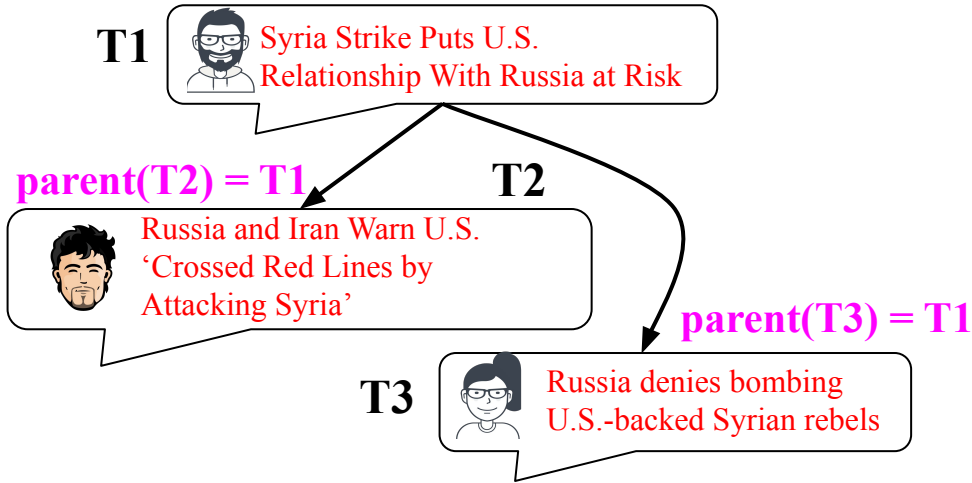 T1
Syria Strike Puts U.S.
Relationship With Russia at Risk
parent(T2) = T1
T2
Russia and Iran Warn U.S.
‘Crossed Red Lines by
Attacking Syria’
parent(T3) = T1
T3
Russia denies bombing
U.S.-backed Syrian rebels